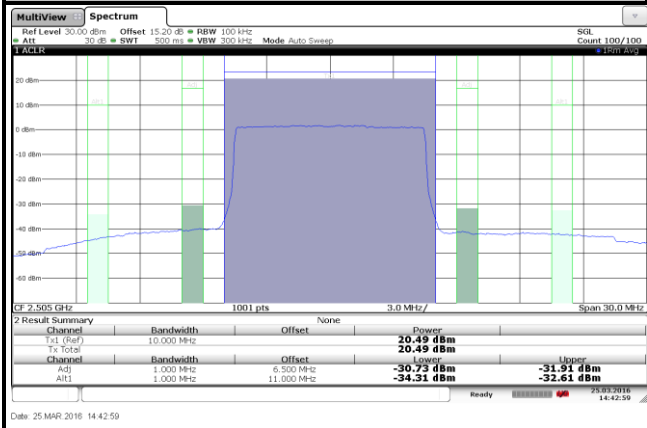 MultiView Spectrum
Ref Level 30.00 dBm Offset 15.20 dB RBW 100 kHz SGL
Att 30 dB SWT 500 ms VBW 300 kHz Mode Auto Sweep Count 100/100
1 ACLR 1Rm Avg
20 dBm
Adj Adj
Alt1 Alt1
10 dBm
0 dBm
-10 dBm
-20 dBm
-30 dBm
-40 dBm
-50 dBm
-60 dBm
CF 2.505 GHz 1001 pts 3.0 MHz/ Span 30.0 MHz
2 Result Summary None
Channel Bandwidth Offset Power
Tx1 (Ref) 10.000 MHz 20.49 dBm
Tx Total 20.49 dBm
Channel Bandwidth Offset Lower Upper
Adj 1.000 MHz 6.500 MHz -30.73 dBm -31.91 dBm
Alt1 1.000 MHz 11.000 MHz -34.31 dBm -32.61 dBm
Ready 25.03.2016
14:42:59
Date: 25.MAR.2016 14:42:59